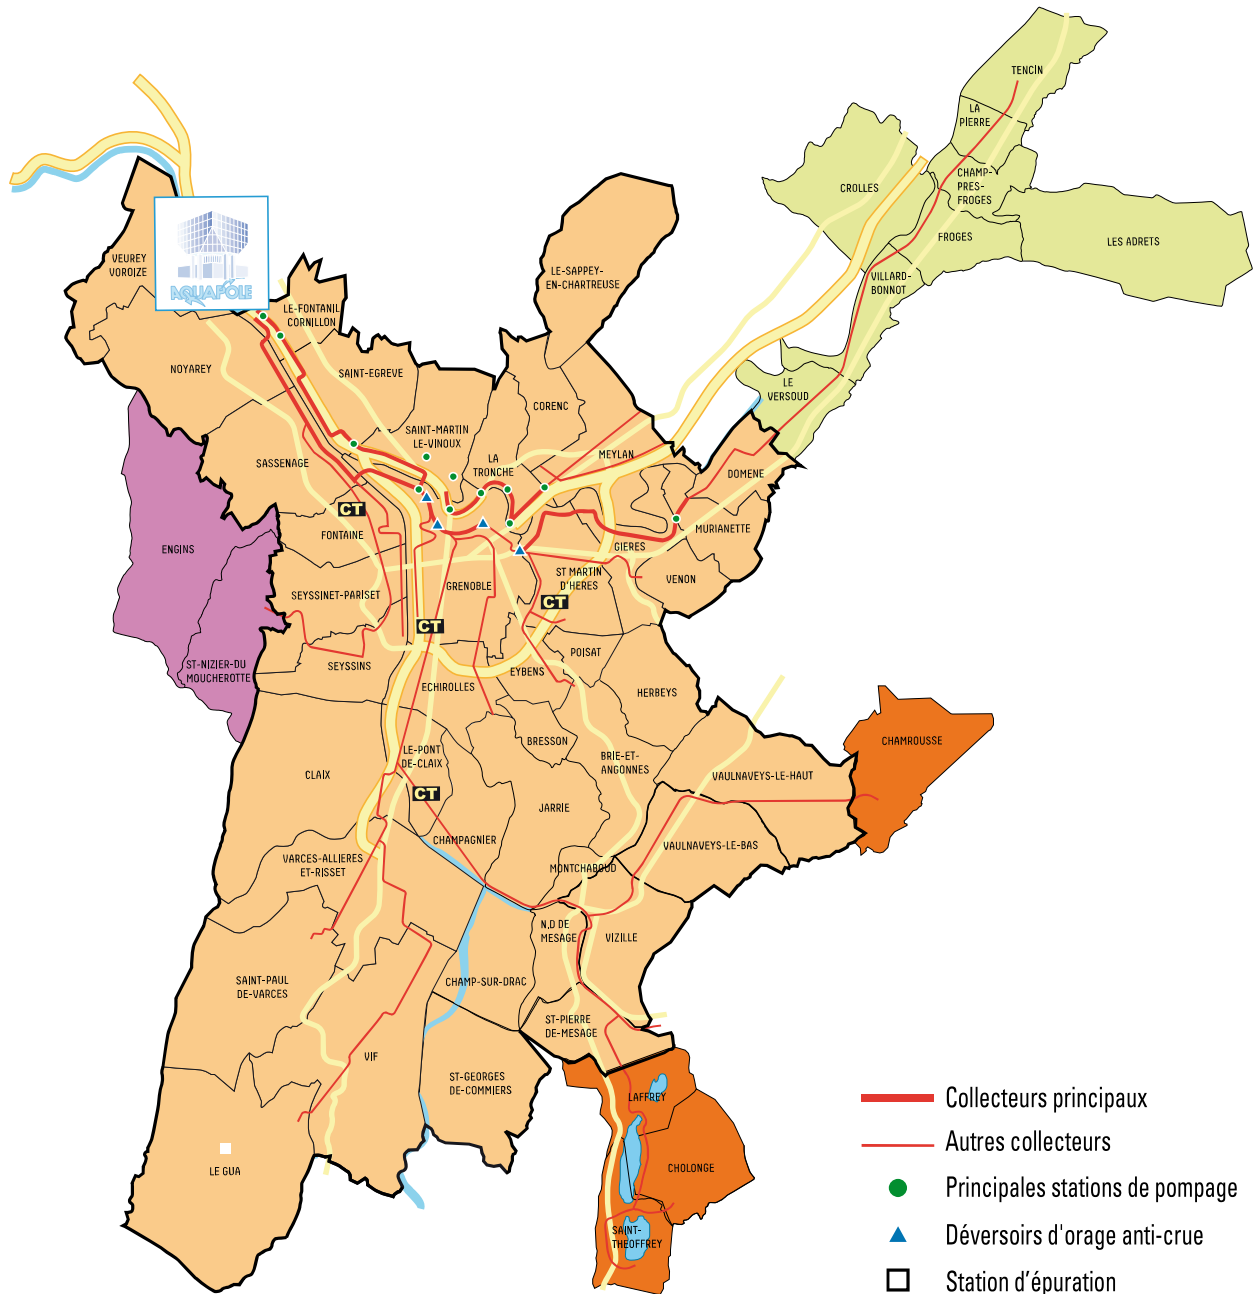 TENCIN
LA
PIERRE
CHAMP-
PRES-
FROGES
CROLLES
FROGES
LES ADRETS
VILLARD-
BONNOT
LE
VERSOUD
VEUREY
VOROIZE
AQUAPÔLE
LE-FONTANIL
CORNILLON
LE-SAPPEY-
EN-CHARTREUSE
NOYAREY
SAINT-EGREVE
CORENC
SAINT-MARTIN
LE-VINOUX
LA
TRONCHE
MEYLAN
SASSENAGE
DOMENE
CT
FONTAINE
MURIANETTE
ENGINS
GIERES
VENON
GRENOBLE
ST MARTIN
D'HERES
CT
SEYSSINET-PARISET
CT
ST-NIZIER-DU
MOUCHEROTTE
SEYSSINS
POISAT
EYBENS
ECHIROLLES
HERBEYS
BRESSON
CHAMROUSSE
LE-PONT
DE-CLAIX
BRIE-ET-
ANGONNES
CLAIX
VAULNAVEYS-LE-HAUT
CT
JARRIE
CHAMPAGNIER
VAULNAVEYS-LE-BAS
VARCES-ALLIERES
ET-RISSET
MONTCHABOUD
N.D DE
MESAGE
VIZILLE
SAINT-PAUL
DE-VARCES
CHAMP-SUR-DRAC
ST-PIERRE
DE-MESAGE
VIF
ST-GEORGES
DE-COMMIERS
LAFFREY
LE GUA
CHOLONGE
SAINT-
THEOFFREY
Collecteurs principaux
Autres collecteurs
Principales stations de pompage
Déversoirs d'orage anti-crue
Station d'épuration